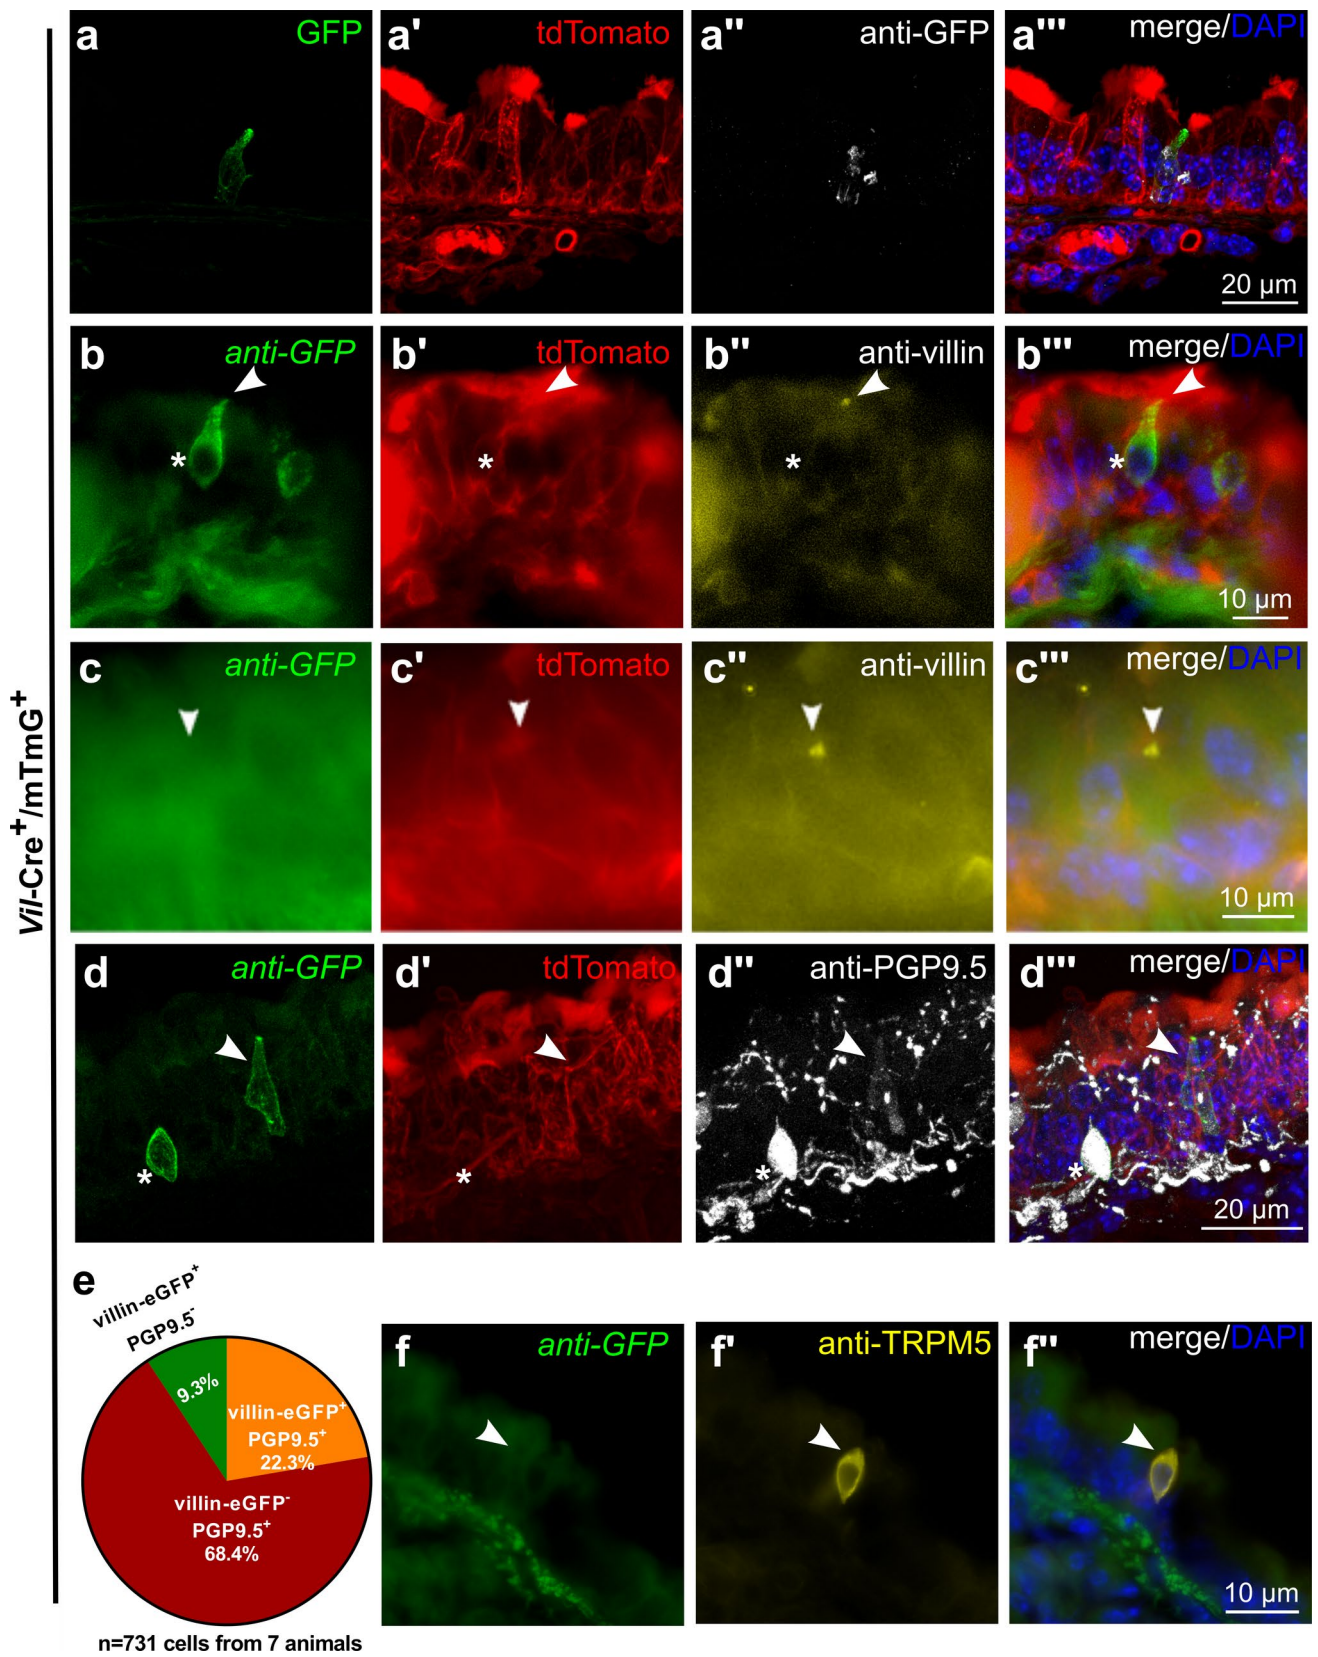 Vil-Cre+/mTmG+
a GFP
a' tdTomato
a'' anti-GFP
a''' merge/DAPI
20 µm
b anti-GFP
b' tdTomato
b'' anti-villin
b''' merge/DAPI
*
*
*
*
10 µm
c anti-GFP
c' tdTomato
c'' anti-villin
c''' merge/DAPI
10 µm
d anti-GFP
d' tdTomato
d'' anti-PGP9.5
d''' merge/DAPI
*
*
*
*
20 µm
e
villin-eGFP+
PGP9.5-
9.3%
villin-eGFP+
PGP9.5+
22.3%
villin-eGFP-
PGP9.5+
68.4%
n=731 cells from 7 animals
f anti-GFP
f' anti-TRPM5
f'' merge/DAPI
10 µm